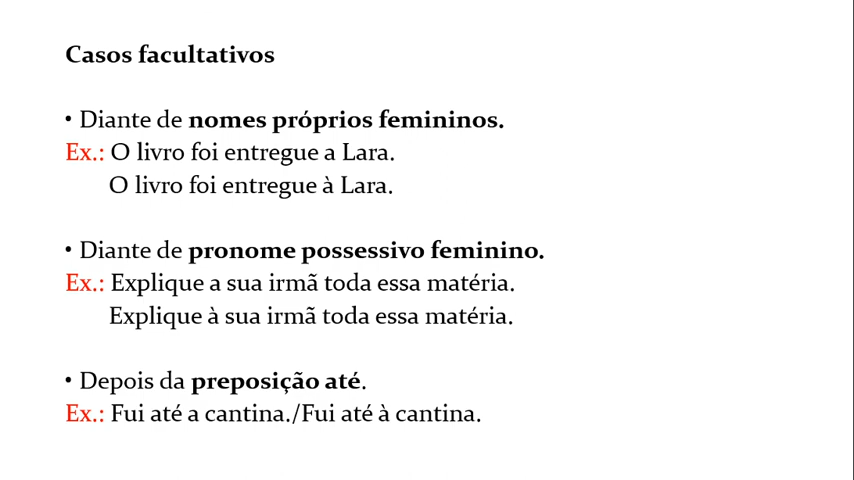 Casos facultativos
• Diante de nomes próprios femininos.
Ex.: O livro foi entregue a Lara.
O livro foi entregue à Lara.
• Diante de pronome possessivo feminino.
Ex.: Explique a sua irmã toda essa matéria.
Explique à sua irmã toda essa matéria.
• Depois da preposição até.
Ex.: Fui até a cantina./Fui até à cantina.